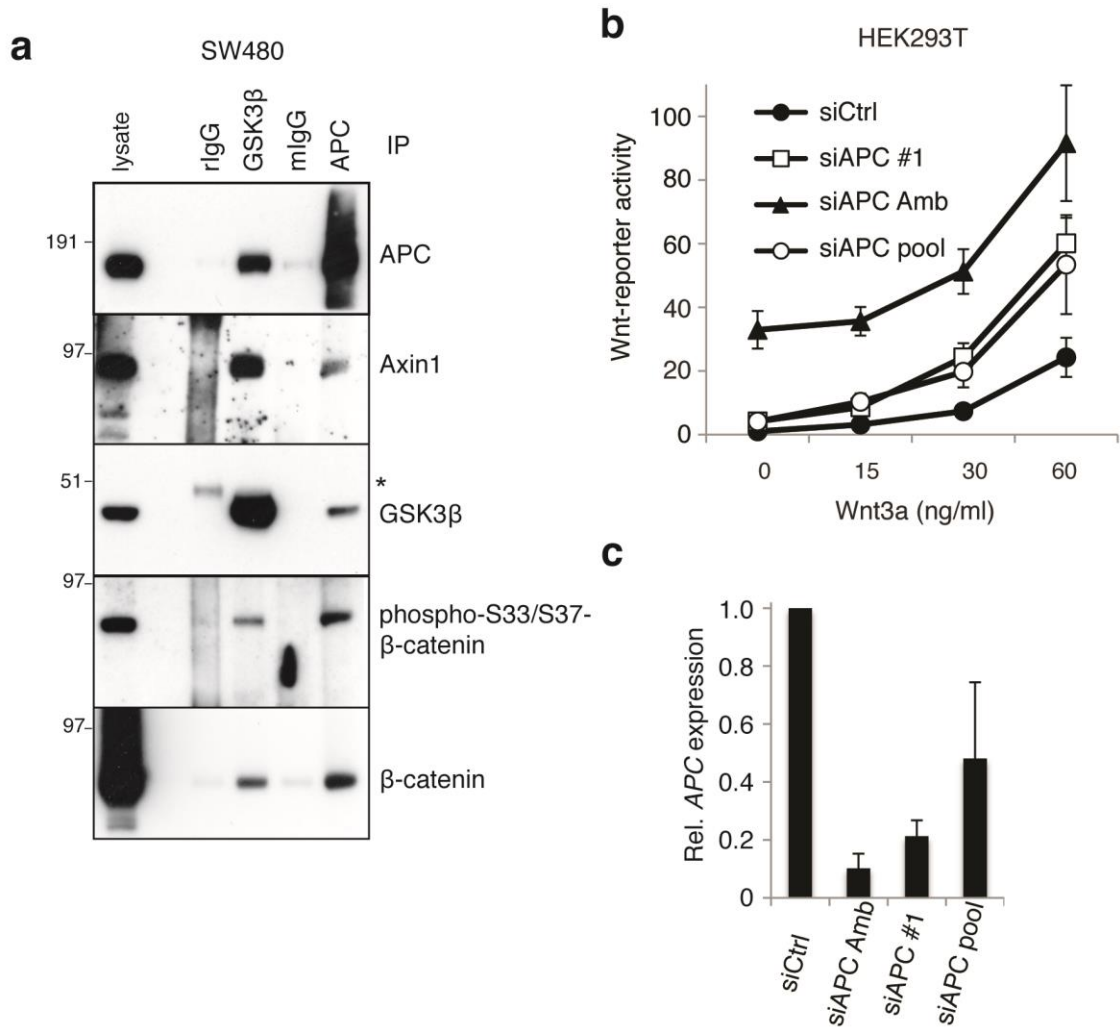 a
SW480
lysate
rIgG
GSK3β
mIgG
APC
IP
191
APC
97
Axin1
51
*
GSK3β
97
phospho-S33/S37-
β-catenin
97
β-catenin
b
HEK293T
Wnt-reporter activity
100
80
60
40
20
0
siCtrl
siAPC #1
siAPC Amb
siAPC pool
0 15 30 60
Wnt3a (ng/ml)
c
Rel. APC expression
1.0
0.8
0.6
0.4
0.2
0
siCtrl
siAPC Amb
siAPC #1
siAPC pool